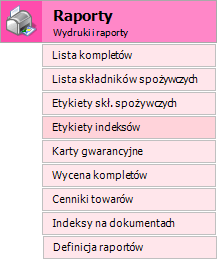 Raporty
Wydruki i raporty
Lista kompletów
Lista składników spożywczych
Etykiety skł. spożywczych
Etykiety indeksów
Karty gwarancyjne
Wycena kompletów
Cenniki towarów
Indeksy na dokumentach
Definicja raportów